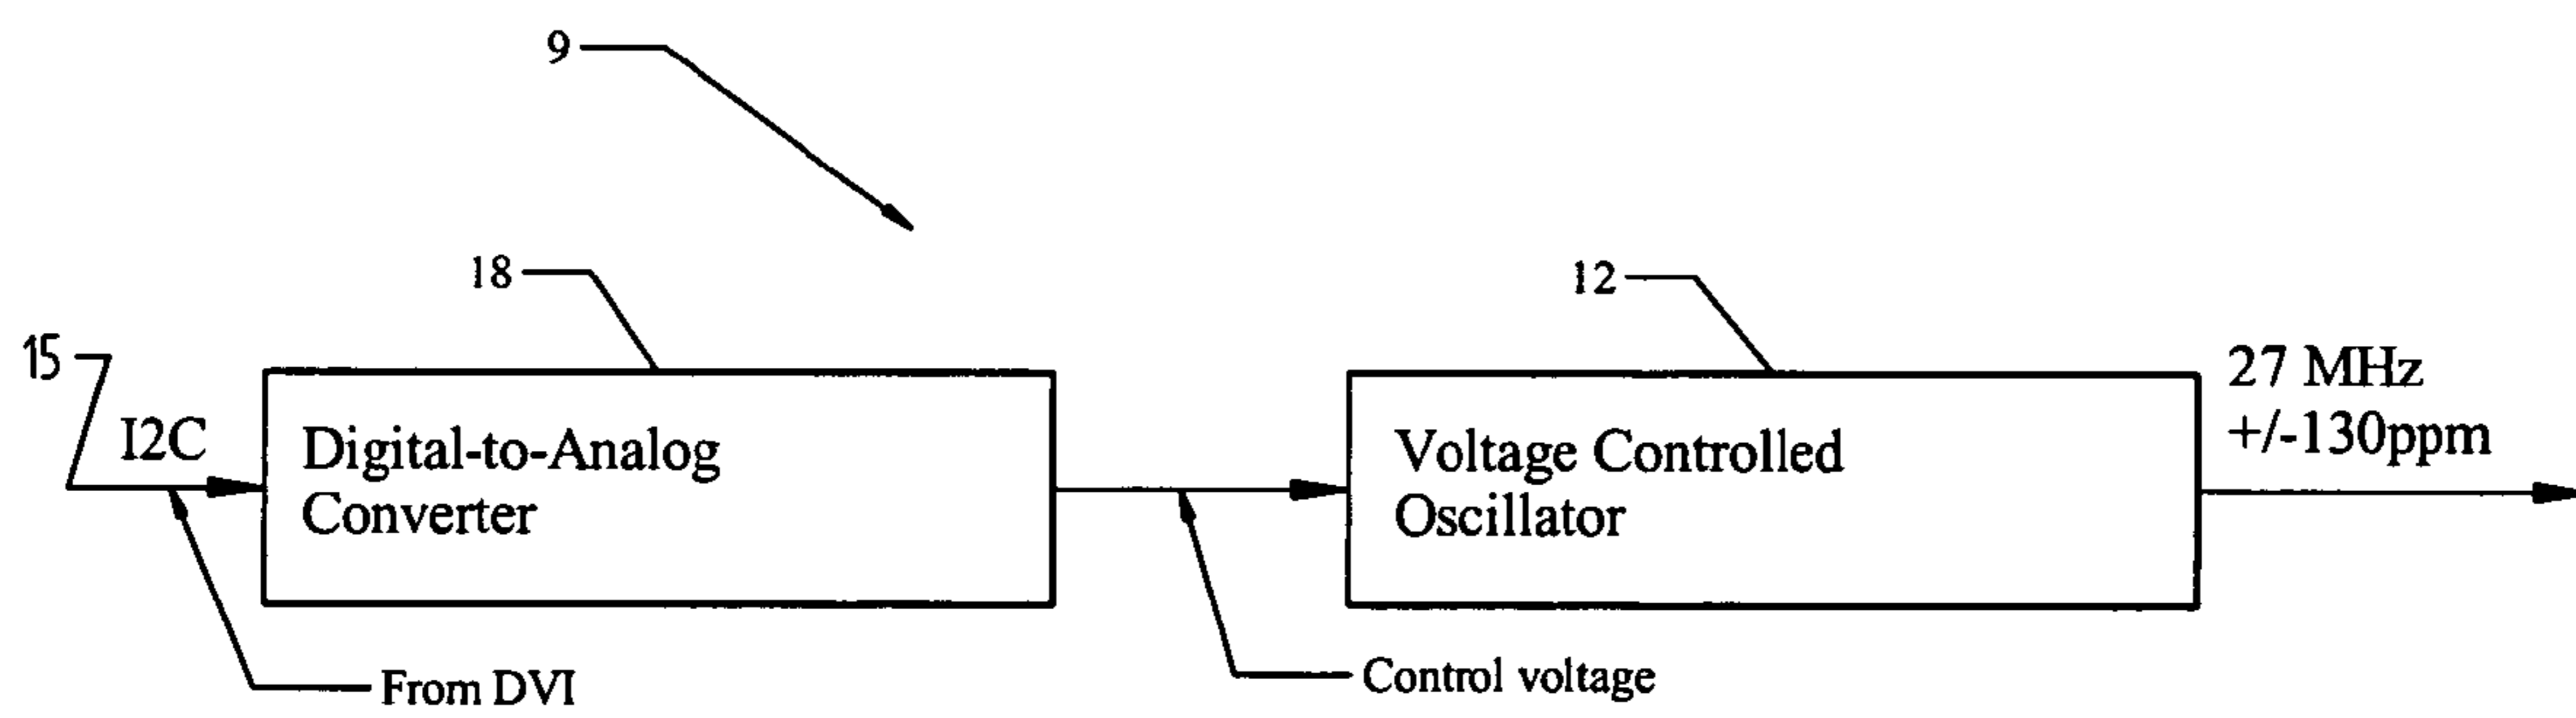 9
18
12
15
I2C
Digital-to-Analog
Converter
Voltage Controlled
Oscillator
27 MHz
+/-130ppm
From DVI
Control voltage